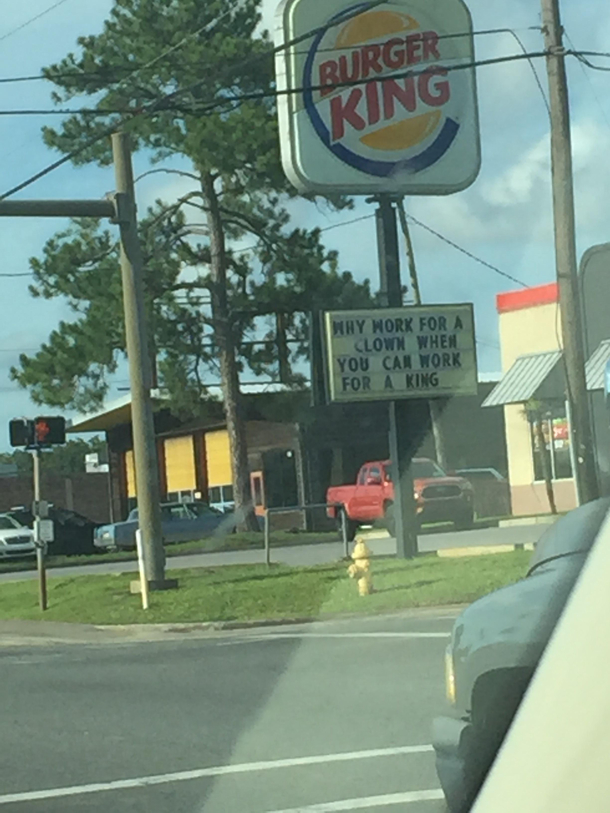 BURGER
KING
WHY WORK FOR A
CLOWN WHEN
YOU CAN WORK
FOR A KING